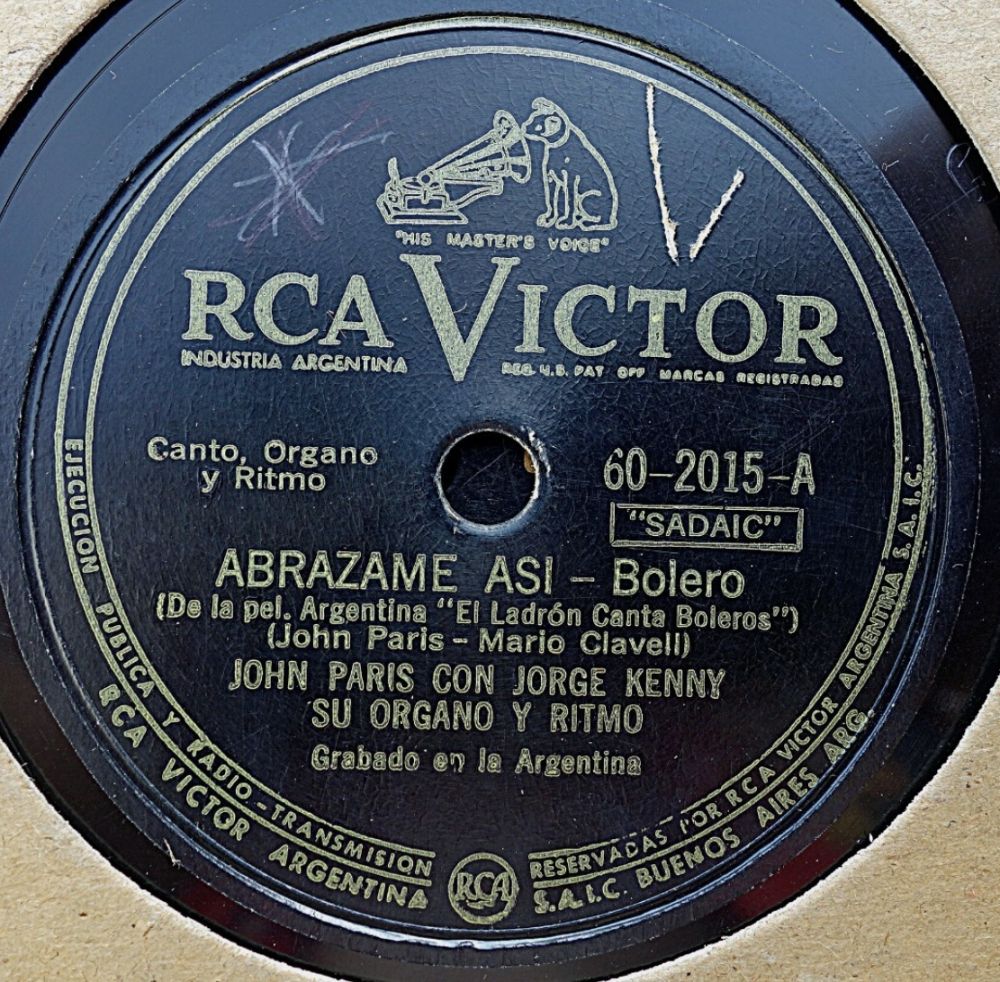 "HIS MASTER'S VOICE"
RCA VICTOR
INDUSTRIA ARGENTINA
REG. U.S. PAT OFF MARCAS REGISTRADAS
Canto, Organo
y Ritmo
60-2015-A
"SADAIC"
ABRAZAME ASI – Bolero
(De la pel. Argentina "El Ladrón Canta Boleros")
(John Paris – Mario Clavell)
JOHN PARIS CON JORGE KENNY
SU ORGANO Y RITMO
Grabado en la Argentina
EJECUCION PUBLICA Y RADIO-TRANSMISION
RESERVADAS POR RCA VICTOR ARGENTINA S.A.I.C.
RCA VICTOR ARGENTINA
RCA
S.A.I.C. BUENOS AIRES ARG.